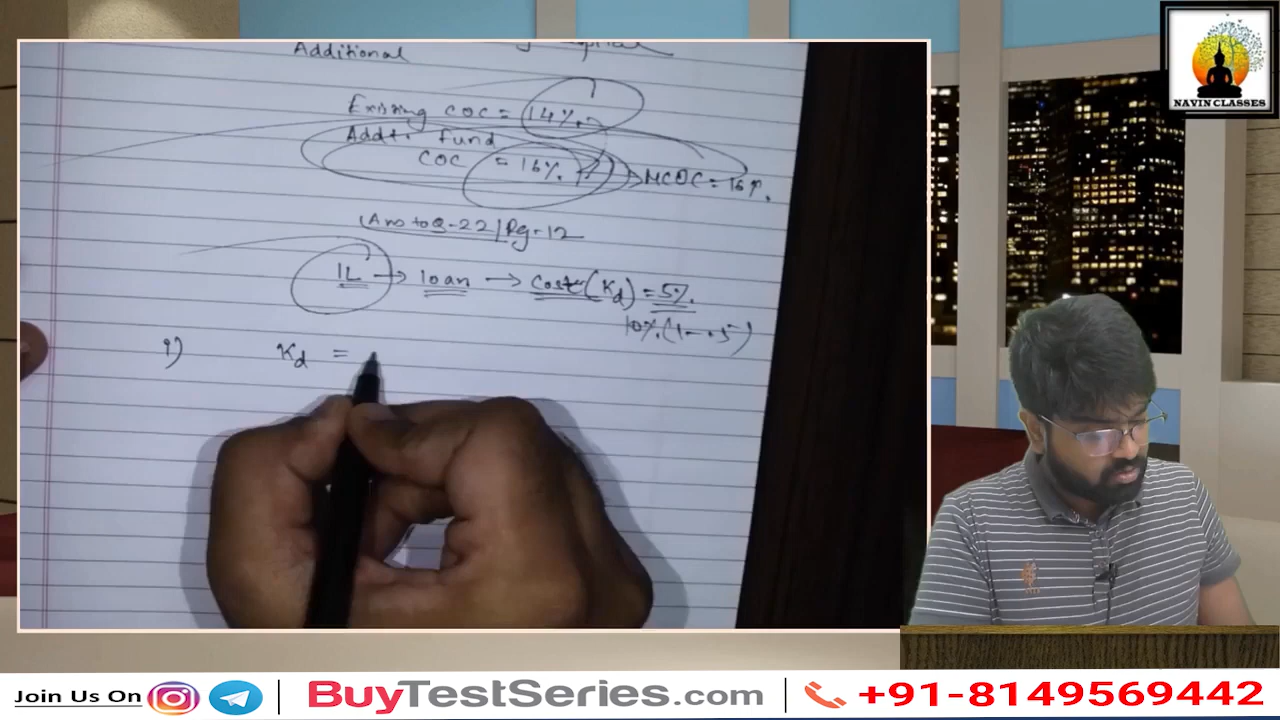 Additional
Existing COC = 14%.
Addti. Fund
COC = 16%. → MCOC = 16%.
(Ans to Q-22) Pg-12
1L → loan → Cost (Kd) = 5%.
10%.(1-.5)
i) Kd =
NAVIN CLASSES
Join Us On BuyTestSeries.com +91-8149569442